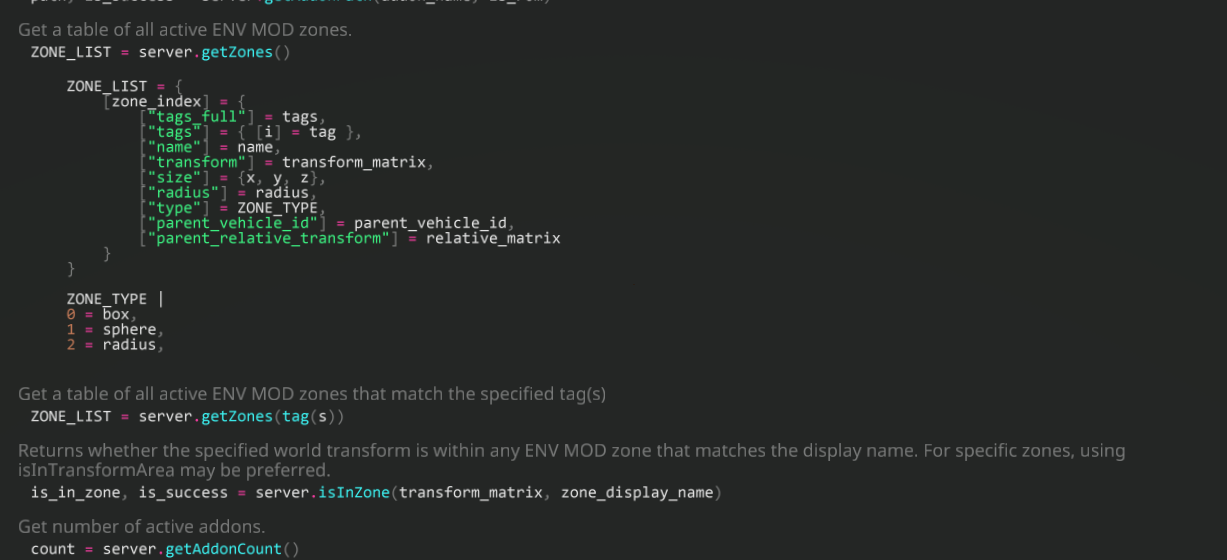 Get a table of all active ENV MOD zones.
ZONE_LIST = server.getZones()
ZONE_LIST = {
[zone_index] = {
["tags_full"] = tags,
["tags"] = { [i] = tag },
["name"] = name,
["transform"] = transform_matrix,
["size"] = {x, y, z},
["radius"] = radius,
["type"] = ZONE_TYPE,
["parent_vehicle_id"] = parent_vehicle_id,
["parent_relative_transform"] = relative_matrix
}
}
ZONE_TYPE |
0 = box,
1 = sphere,
2 = radius,
Get a table of all active ENV MOD zones that match the specified tag(s)
ZONE_LIST = server.getZones(tag(s))
Returns whether the specified world transform is within any ENV MOD zone that matches the display name. For specific zones, using
isInTransformArea may be preferred.
is_in_zone, is_success = server.isInZone(transform_matrix, zone_display_name)
Get number of active addons.
count = server.getAddonCount()